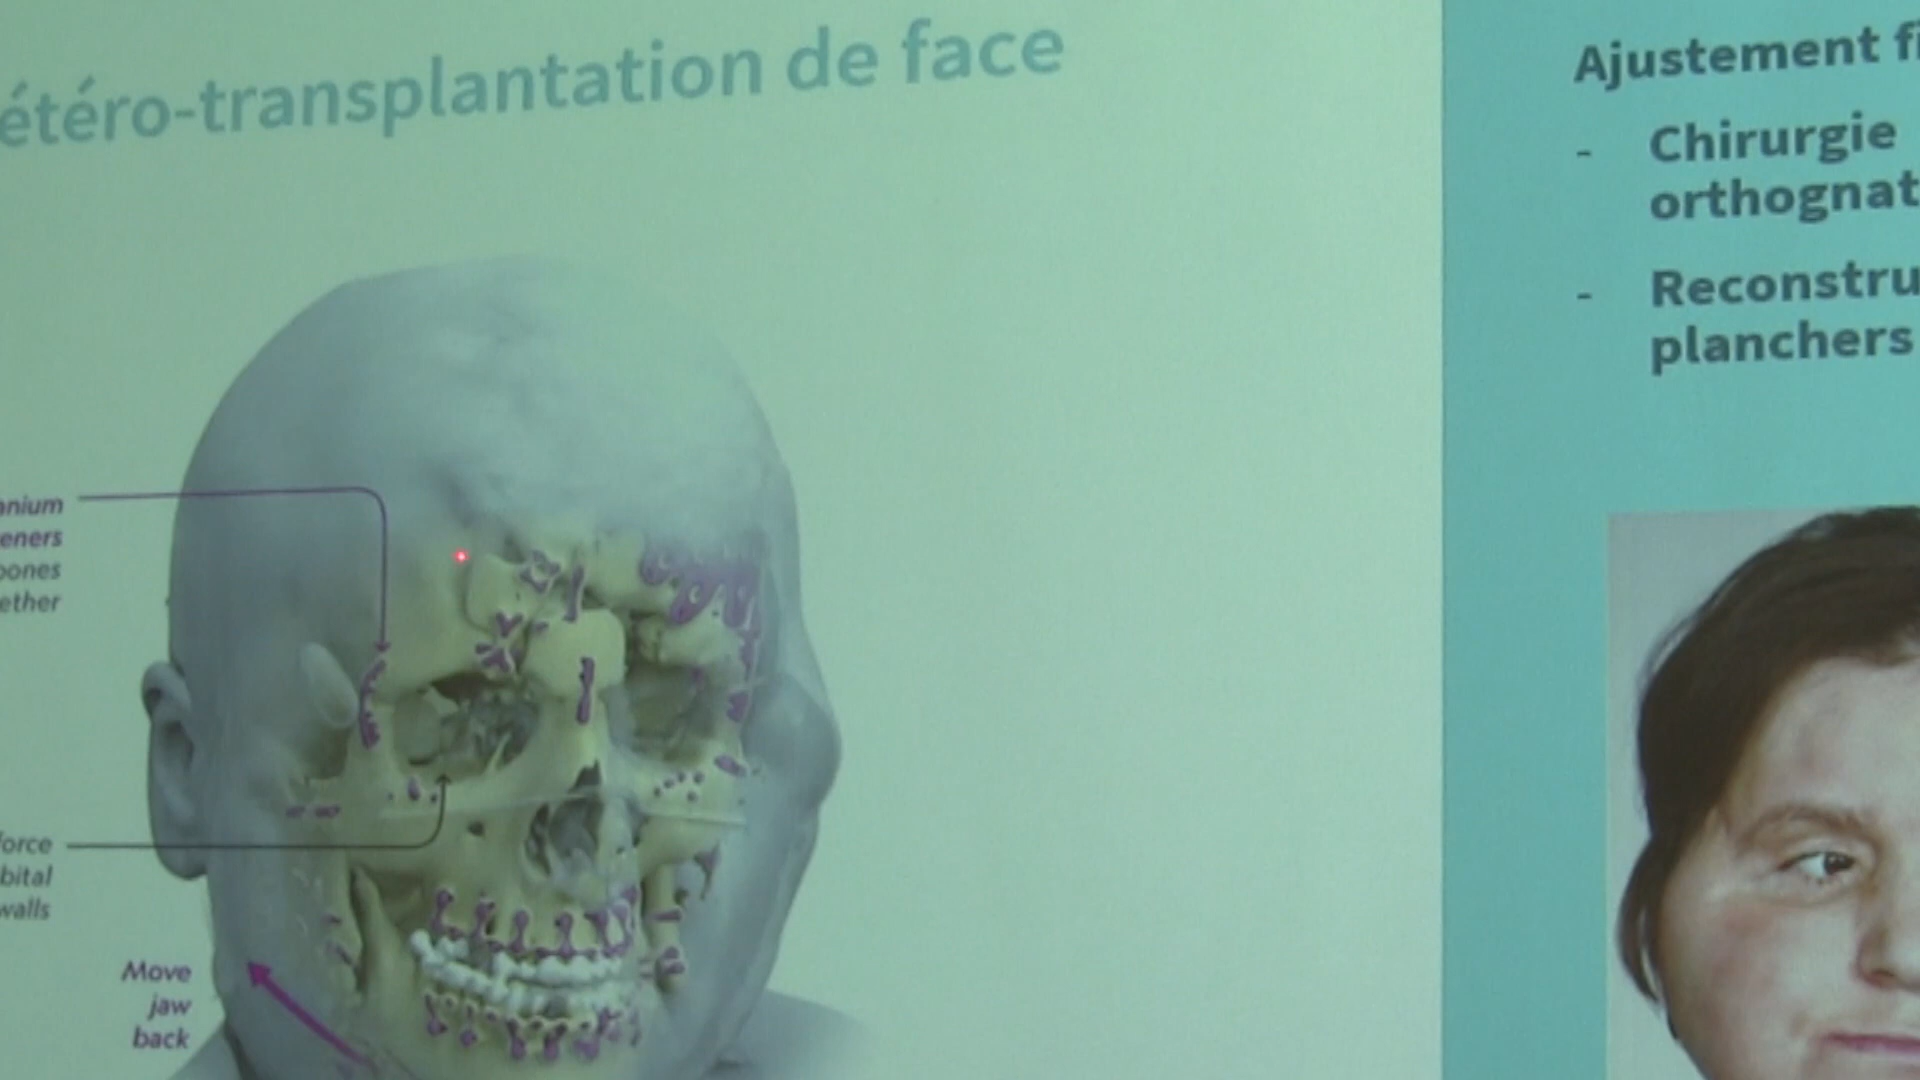 étéro-transplantation de face
anium
eners
bones
ether
force
bital
walls
Move
jaw
back
Ajustement fi
- Chirurgie
orthognat
- Reconstru
planchers